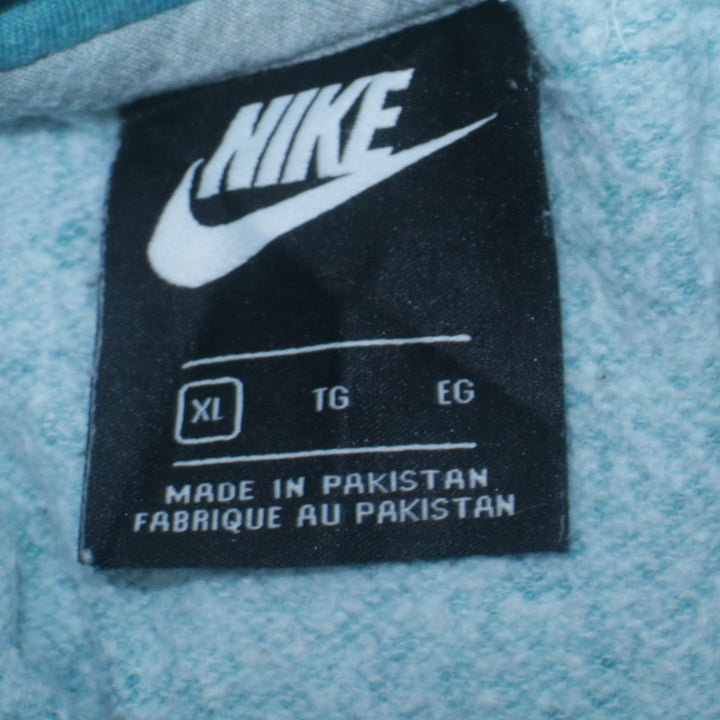 NIKE
XL TG EG
MADE IN PAKISTAN
FABRIQUE AU PAKISTAN